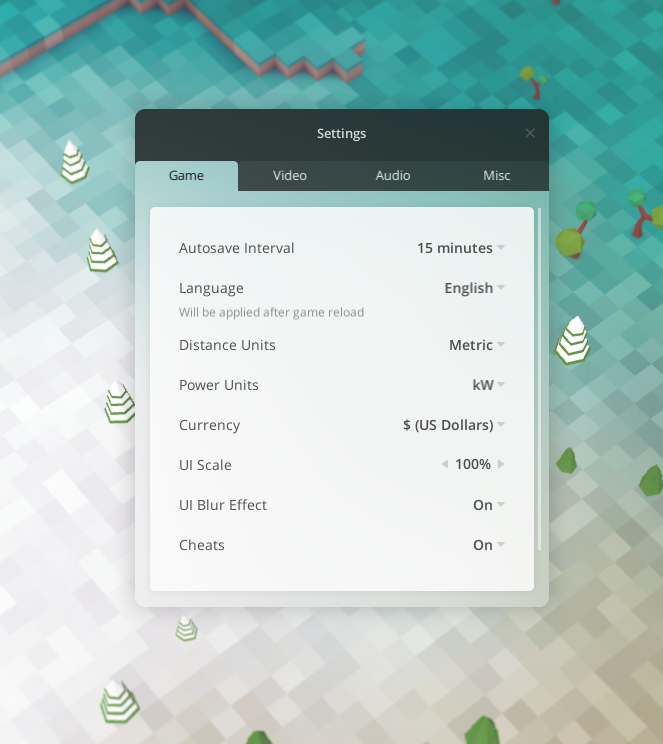 Settings
Game Video Audio Misc
Autosave Interval 15 minutes
Language English
Will be applied after game reload
Distance Units Metric
Power Units kW
Currency $ (US Dollars)
UI Scale 100%
UI Blur Effect On
Cheats On